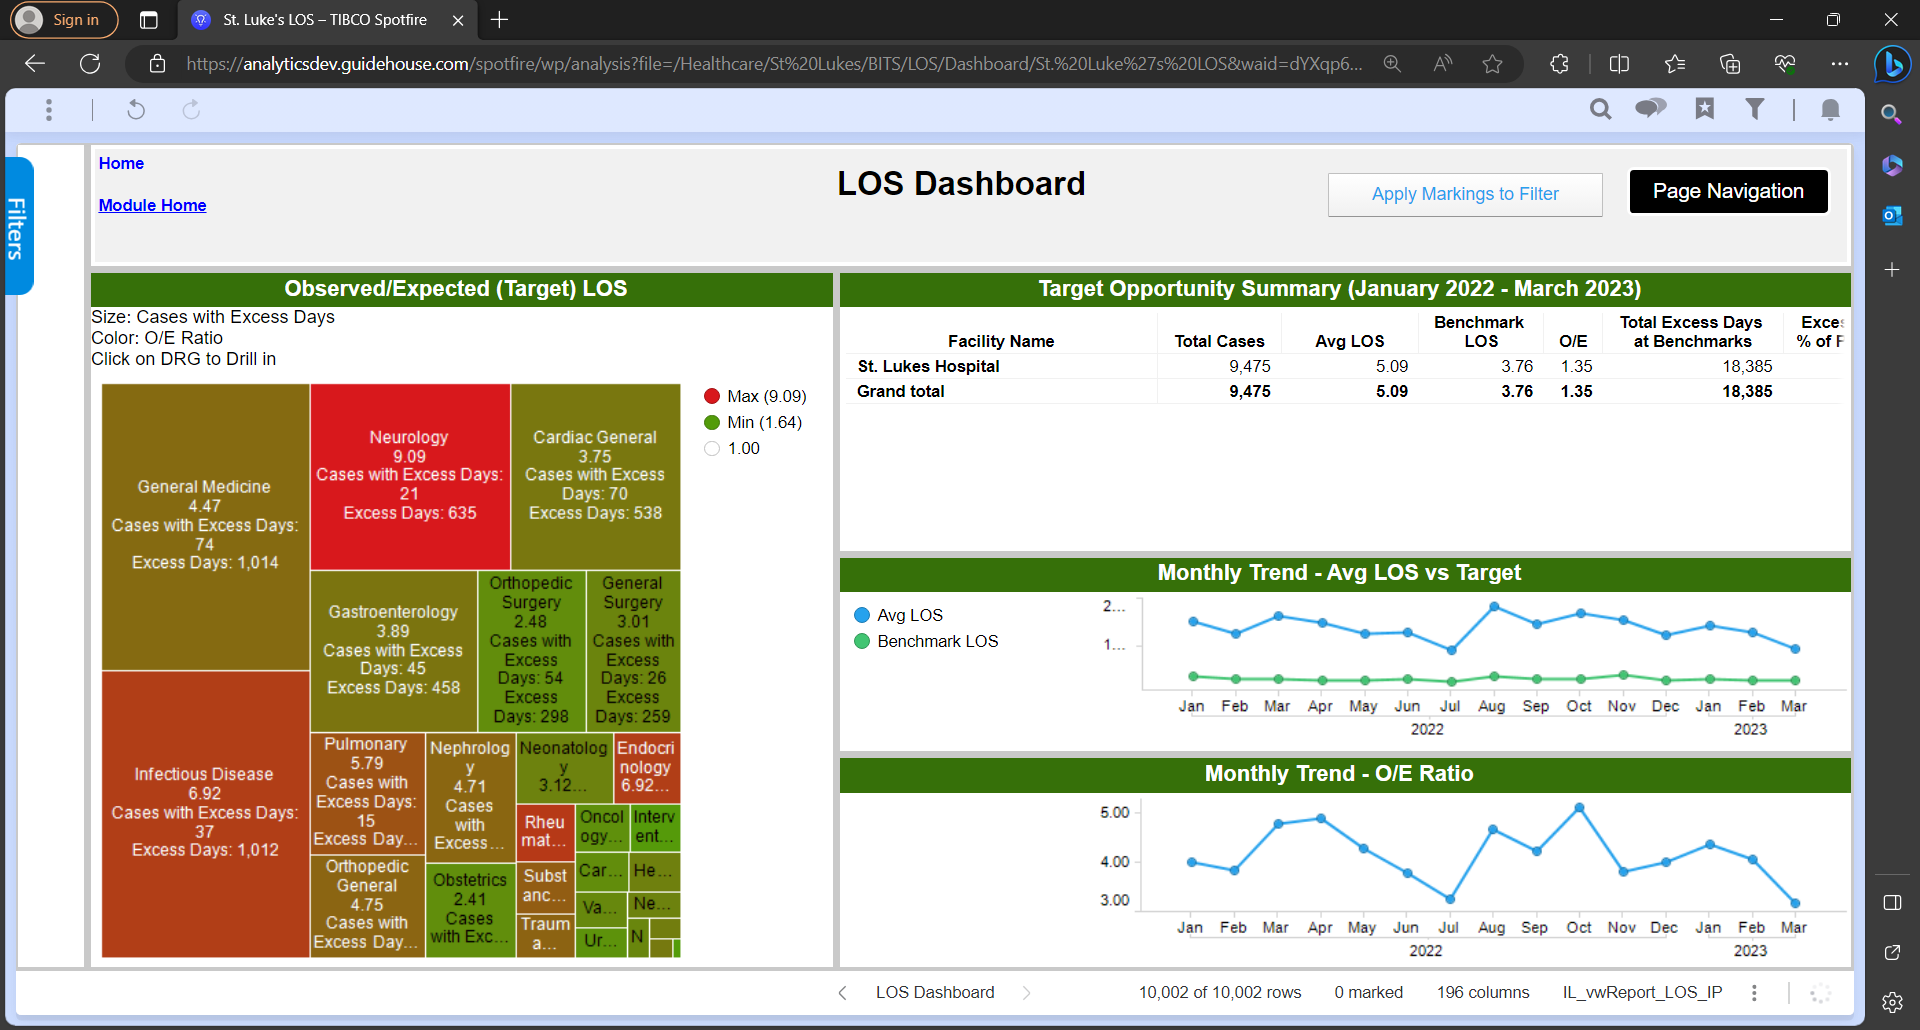 Sign in
St. Luke's LOS – TIBCO Spotfire
https://analyticsdev.guidehouse.com/spotfire/wp/analysis?file=/Healthcare/St%20Lukes/BITS/LOS/Dashboard/St.%20Luke%27s%20LOS&waid=dYXqp6...
Filters
Home
Module Home
LOS Dashboard
Apply Markings to Filter
Page Navigation
Observed/Expected (Target) LOS
Size: Cases with Excess Days
Color: O/E Ratio
Click on DRG to Drill in
General Medicine
4.47
Cases with Excess Days:
74
Excess Days: 1,014
Neurology
9.09
Cases with Excess Days:
21
Excess Days: 635
Cardiac General
3.75
Cases with Excess
Days: 70
Excess Days: 538
Max (9.09)
Min (1.64)
1.00
Gastroenterology
3.89
Cases with Excess
Days: 45
Excess Days: 458
Orthopedic
Surgery
2.48
Cases with
Excess
Days: 54
Excess
Days: 298
General
Surgery
3.01
Cases with
Excess
Days: 26
Excess
Days: 259
Infectious Disease
6.92
Cases with Excess Days:
37
Excess Days: 1,012
Pulmonary
5.79
Cases with
Excess Days:
15
Excess Day...
Nephrolog
y
4.71
Cases
with
Excess...
Neonatolog
y
3.12...
Endocri
nology
6.92...
Orthopedic
General
4.75
Cases with
Excess Day...
Obstetrics
2.41
Cases
with Exc...
Rheu
mat...
Oncol
ogy...
Interv
ent...
Subst
anc...
Car...
He...
Traum
a...
Va...
Ne...
Ur...
N
Target Opportunity Summary (January 2022 - March 2023)
Facility Name Total Cases Avg LOS Benchmark LOS O/E Total Excess Days at Benchmarks Exces % of F
St. Lukes Hospital 9,475 5.09 3.76 1.35 18,385
Grand total 9,475 5.09 3.76 1.35 18,385
Monthly Trend - Avg LOS vs Target
Avg LOS
Benchmark LOS
2...
1...
Jan Feb Mar Apr May Jun Jul Aug Sep Oct Nov Dec Jan Feb Mar
2022 2023
Monthly Trend - O/E Ratio
5.00
4.00
3.00
Jan Feb Mar Apr May Jun Jul Aug Sep Oct Nov Dec Jan Feb Mar
2022 2023
LOS Dashboard
10,002 of 10,002 rows 0 marked 196 columns IL_vwReport_LOS_IP